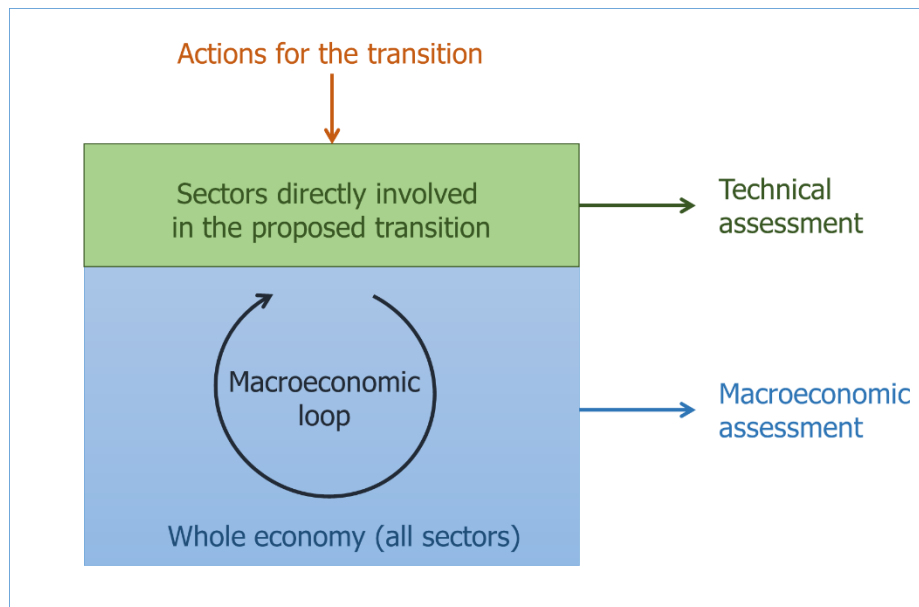 Actions for the transition
Sectors directly involved
in the proposed transition
Technical
assessment
Macroeconomic
loop
Macroeconomic
assessment
Whole economy (all sectors)